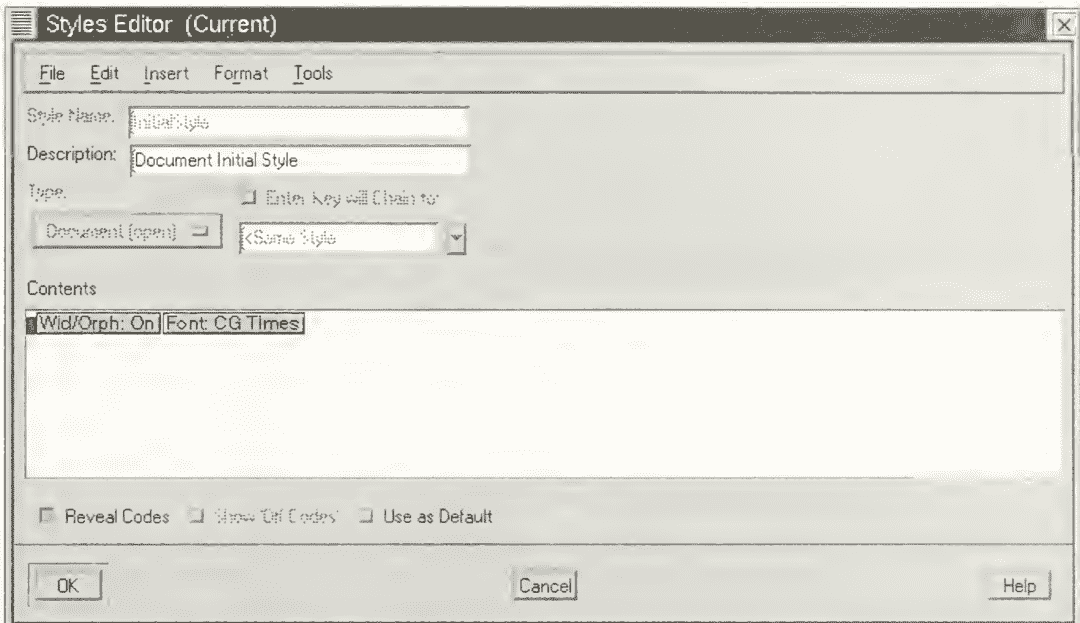 Styles Editor (Current)
File Edit Insert Format Tools
Style Name: InitialStyle
Description: Document Initial Style
Type: Enter Key will Chain to:
Document (open) <Same Style
Contents
Wid/Orph: On Font: CG Times
Reveal Codes Show 'Off Codes' Use as Default
OK Cancel Help